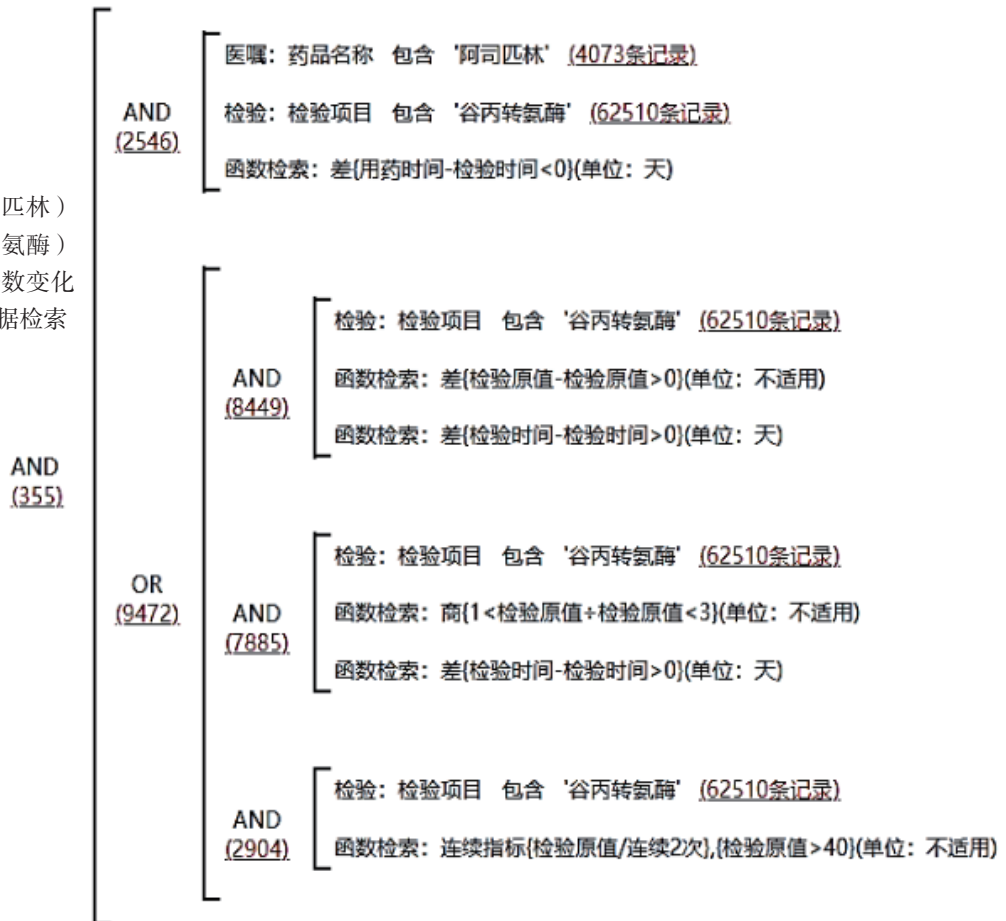 医嘱：药品名称 包含 '阿司匹林' (4073条记录)
AND
(2546)
检验：检验项目 包含 '谷丙转氨酶' (62510条记录)
函数检索：差{用药时间-检验时间<0}(单位：天)
匹林）
氨酶）
数变化
据检索
检验：检验项目 包含 '谷丙转氨酶' (62510条记录)
AND
(8449)
函数检索：差{检验原值-检验原值>0}(单位：不适用)
函数检索：差{检验时间-检验时间>0}(单位：天)
AND
(355)
OR
(9472)
检验：检验项目 包含 '谷丙转氨酶' (62510条记录)
AND
(7885)
函数检索：商{1<检验原值÷检验原值<3}(单位：不适用)
函数检索：差{检验时间-检验时间>0}(单位：天)
检验：检验项目 包含 '谷丙转氨酶' (62510条记录)
AND
(2904)
函数检索：连续指标{检验原值/连续2次},{检验原值>40}(单位：不适用)